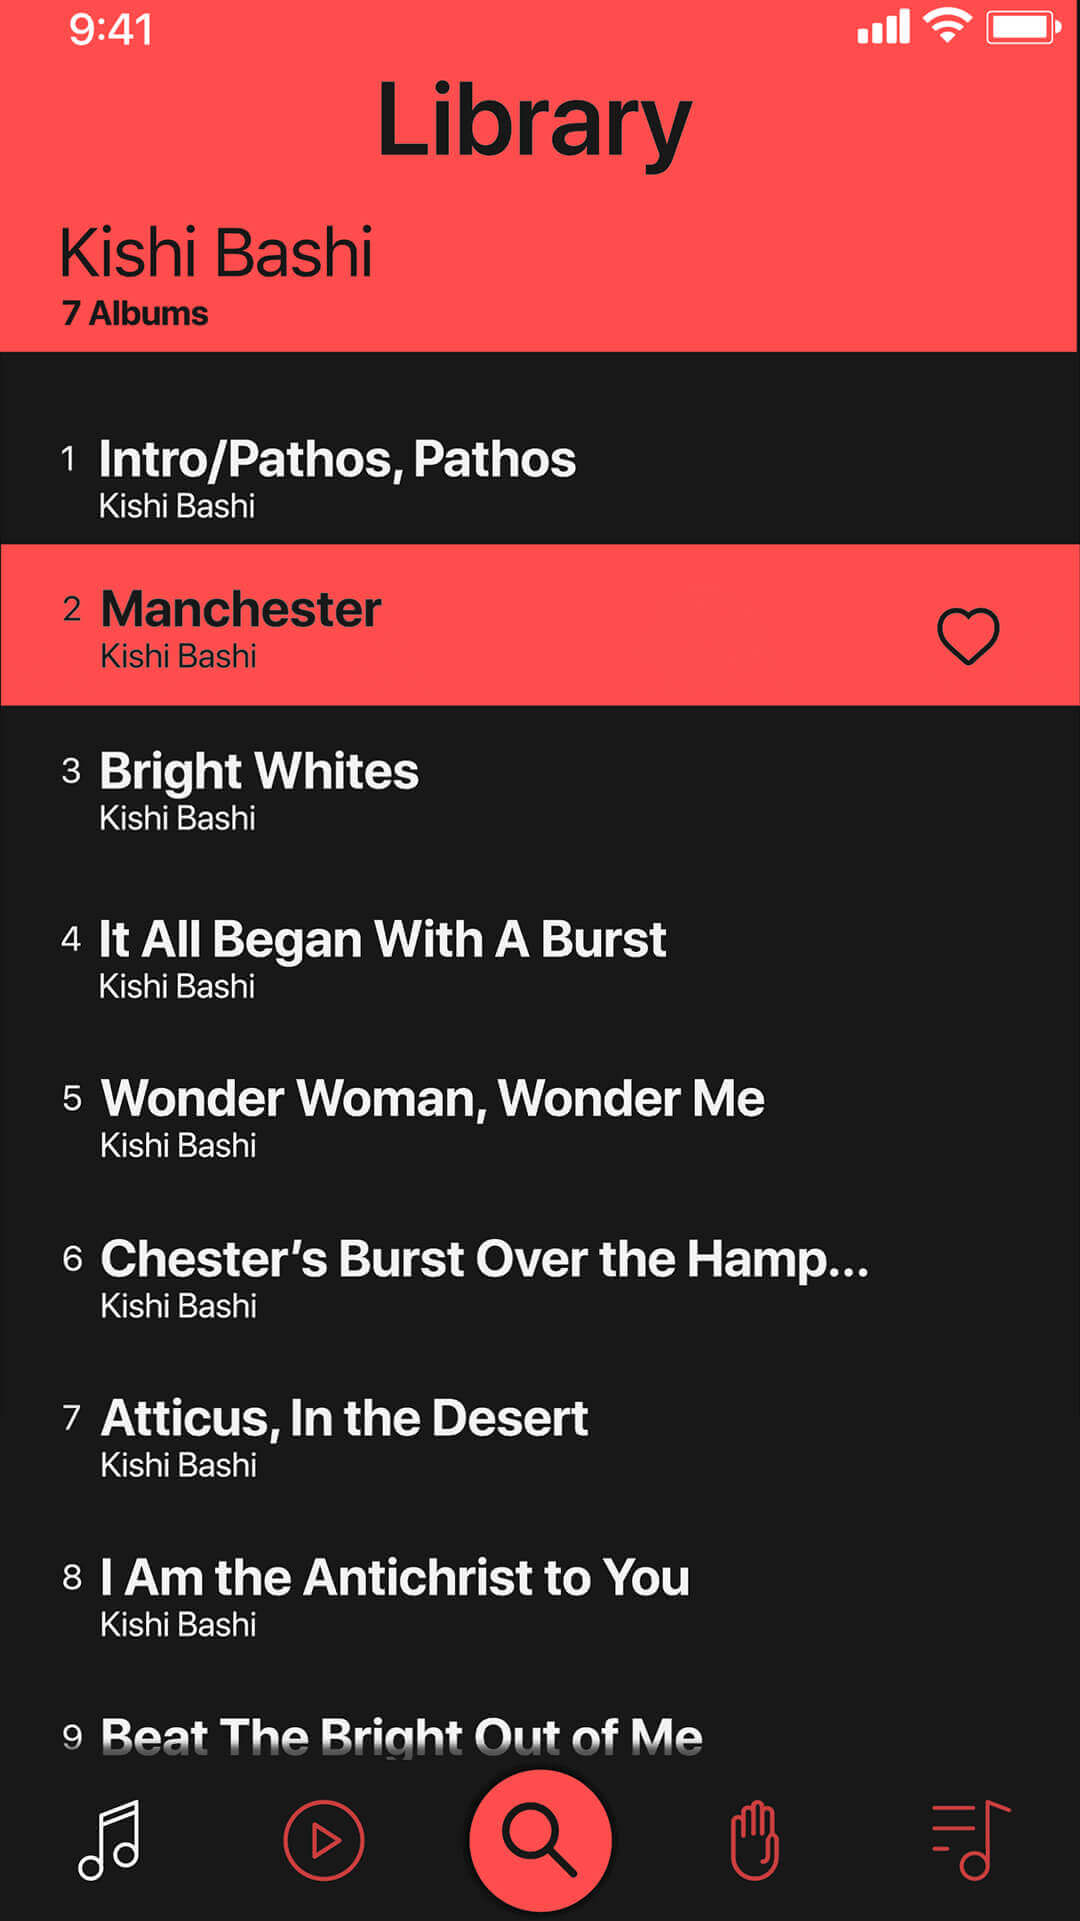 9:41
Library
Kishi Bashi
7 Albums
1 Intro/Pathos, Pathos
Kishi Bashi
2 Manchester
Kishi Bashi
3 Bright Whites
Kishi Bashi
4 It All Began With A Burst
Kishi Bashi
5 Wonder Woman, Wonder Me
Kishi Bashi
6 Chester’s Burst Over the Hamp...
Kishi Bashi
7 Atticus, In the Desert
Kishi Bashi
8 I Am the Antichrist to You
Kishi Bashi
9 Beat The Bright Out of Me